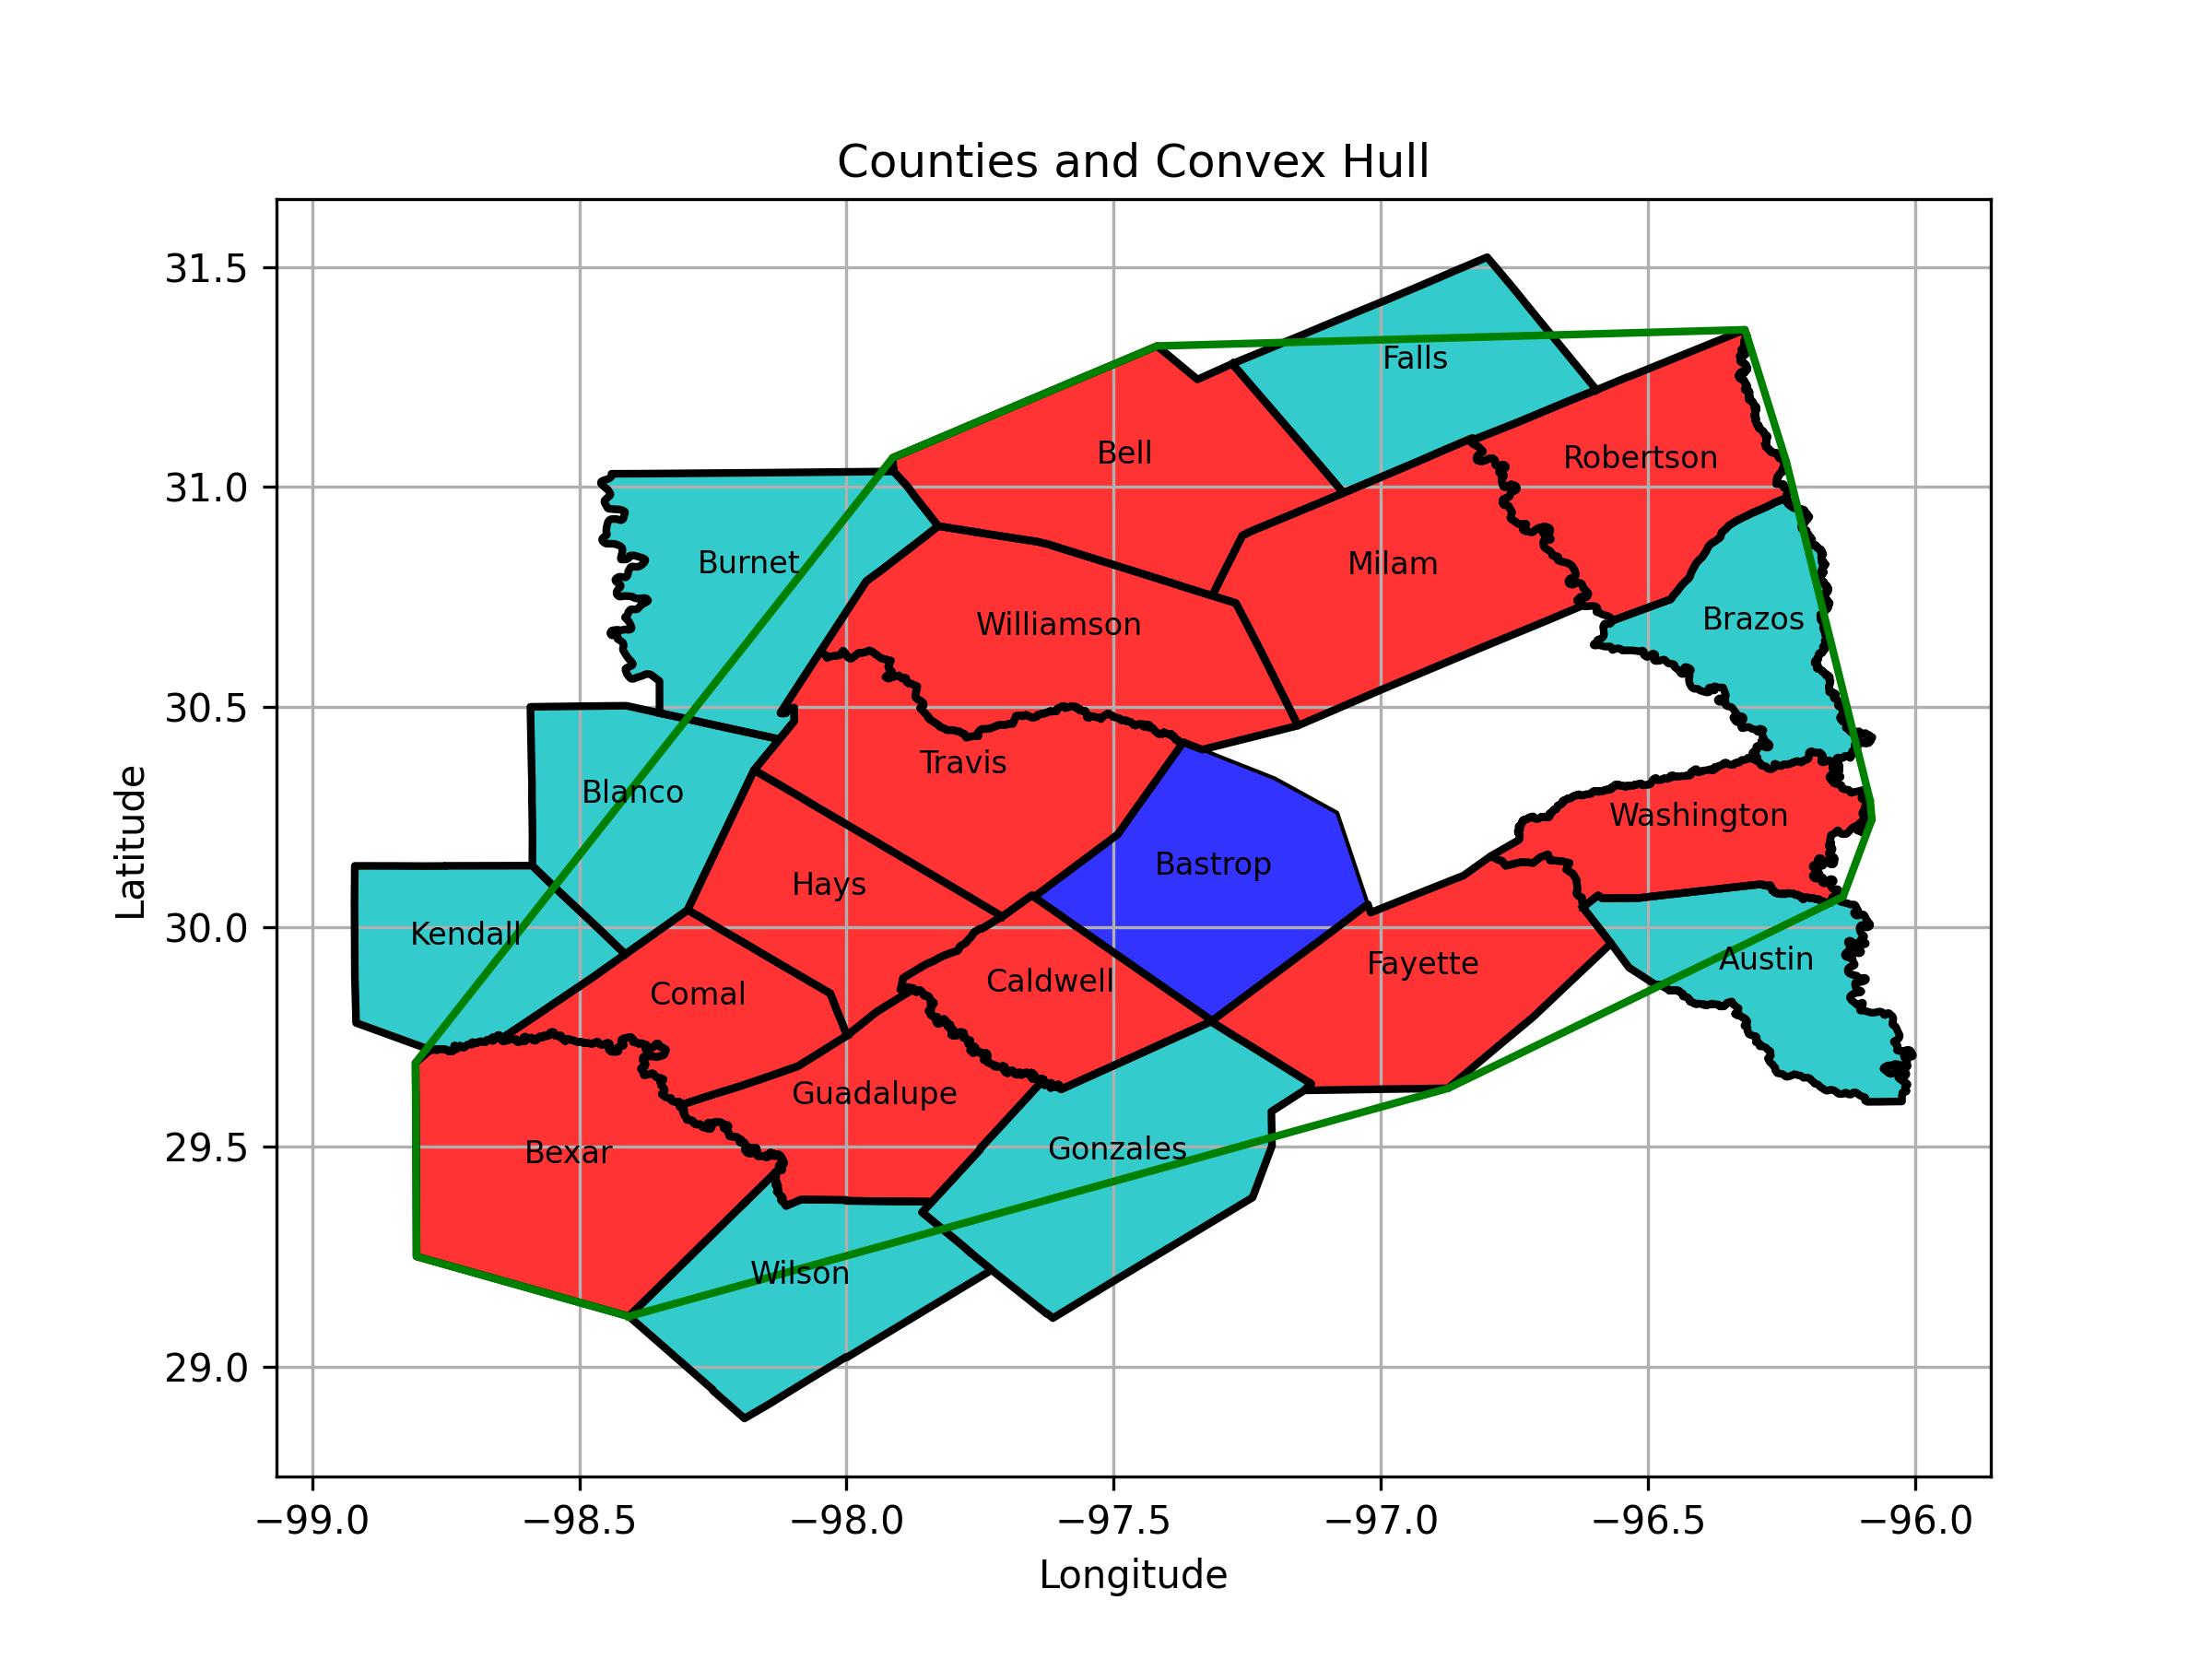 Counties and Convex Hull
31.5
31.0
30.5
30.0
29.5
29.0
Latitude
Falls
Bell
Robertson
Burnet
Milam
Williamson
Brazos
Travis
Blanco
Washington
Bastrop
Hays
Kendall
Austin
Fayette
Caldwell
Comal
Guadalupe
Bexar
Gonzales
Wilson
−99.0 −98.5 −98.0 −97.5 −97.0 −96.5 −96.0
Longitude